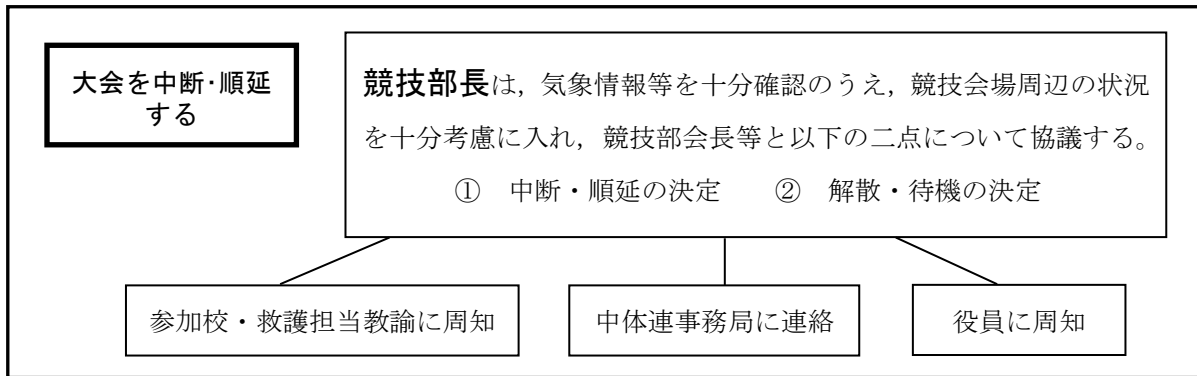 大会を中断･順延
する
競技部長は，気象情報等を十分確認のうえ，競技会場周辺の状況
を十分考慮に入れ，競技部会長等と以下の二点について協議する。
①　中断・順延の決定　　②　解散・待機の決定
参加校・救護担当教諭に周知
中体連事務局に連絡
役員に周知